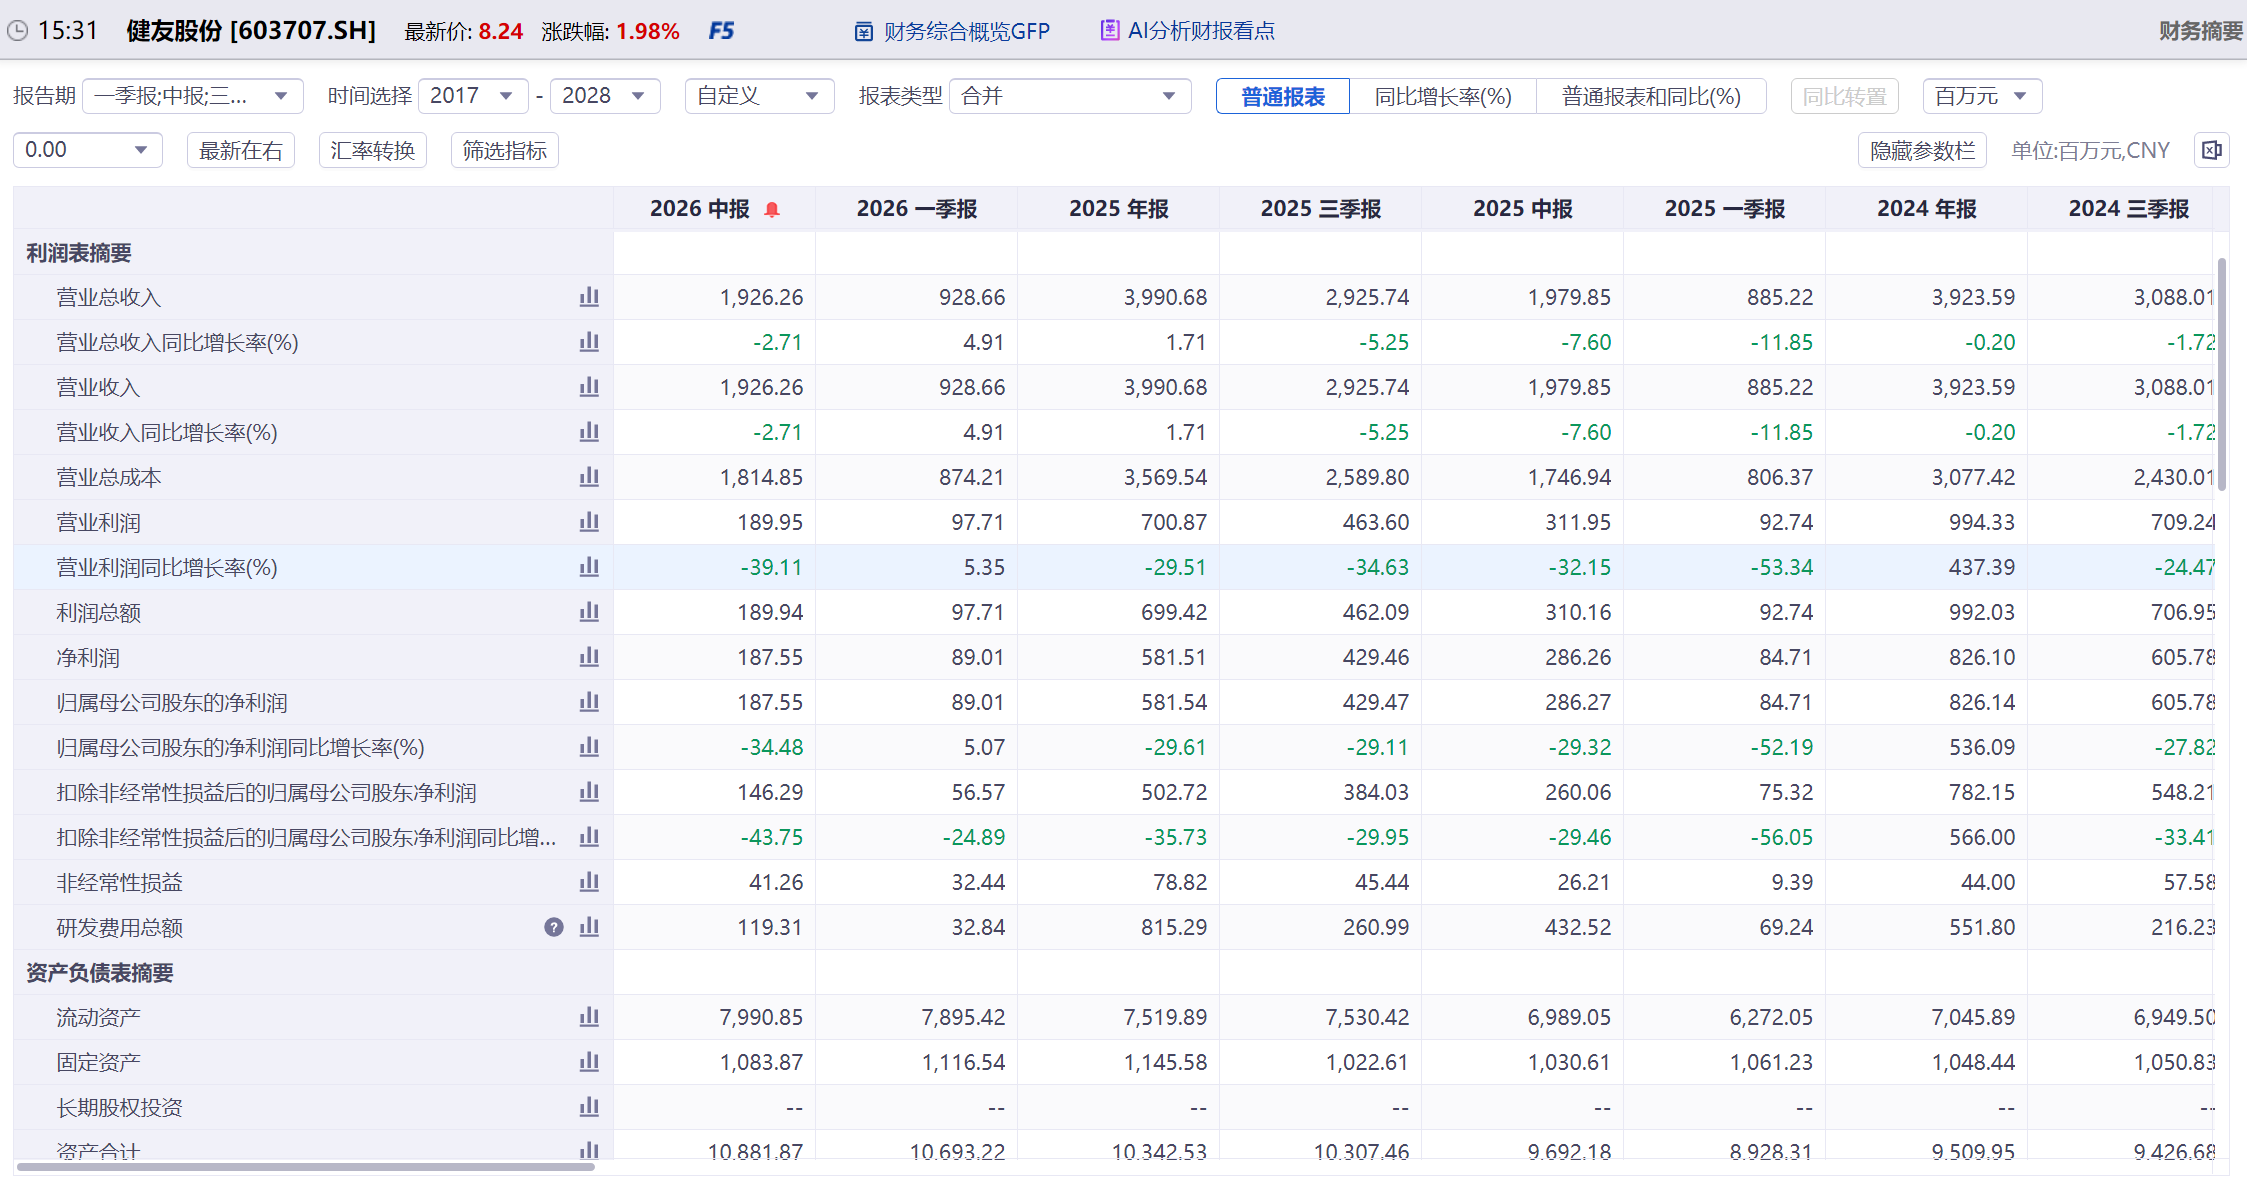 15:31 健友股份 [603707.SH] 最新价: 8.24 涨跌幅: 1.98% F5 财务综合概览GFP AI分析财报看点 财务摘要
报告期 一季报;中报;三... 时间选择 2017 - 2028 自定义 报表类型 合并 普通报表 同比增长率(%) 普通报表和同比(%) 同比转置 百万元
0.00 最新在右 汇率转换 筛选指标 隐藏参数栏 单位:百万元,CNY
2026 中报 2026 一季报 2025 年报 2025 三季报 2025 中报 2025 一季报 2024 年报 2024 三季报
利润表摘要
营业总收入 1,926.26 928.66 3,990.68 2,925.74 1,979.85 885.22 3,923.59 3,088.01
营业总收入同比增长率(%) -2.71 4.91 1.71 -5.25 -7.60 -11.85 -0.20 -1.72
营业收入 1,926.26 928.66 3,990.68 2,925.74 1,979.85 885.22 3,923.59 3,088.01
营业收入同比增长率(%) -2.71 4.91 1.71 -5.25 -7.60 -11.85 -0.20 -1.72
营业总成本 1,814.85 874.21 3,569.54 2,589.80 1,746.94 806.37 3,077.42 2,430.01
营业利润 189.95 97.71 700.87 463.60 311.95 92.74 994.33 709.24
营业利润同比增长率(%) -39.11 5.35 -29.51 -34.63 -32.15 -53.34 437.39 -24.47
利润总额 189.94 97.71 699.42 462.09 310.16 92.74 992.03 706.95
净利润 187.55 89.01 581.51 429.46 286.26 84.71 826.10 605.78
归属母公司股东的净利润 187.55 89.01 581.54 429.47 286.27 84.71 826.14 605.78
归属母公司股东的净利润同比增长率(%) -34.48 5.07 -29.61 -29.11 -29.32 -52.19 536.09 -27.82
扣除非经常性损益后的归属母公司股东净利润 146.29 56.57 502.72 384.03 260.06 75.32 782.15 548.21
扣除非经常性损益后的归属母公司股东净利润同比增... -43.75 -24.89 -35.73 -29.95 -29.46 -56.05 566.00 -33.41
非经常性损益 41.26 32.44 78.82 45.44 26.21 9.39 44.00 57.58
研发费用总额 ? 119.31 32.84 815.29 260.99 432.52 69.24 551.80 216.23
资产负债表摘要
流动资产 7,990.85 7,895.42 7,519.89 7,530.42 6,989.05 6,272.05 7,045.89 6,949.50
固定资产 1,083.87 1,116.54 1,145.58 1,022.61 1,030.61 1,061.23 1,048.44 1,050.83
长期股权投资 -- -- -- -- -- -- -- --
资产合计 10,881.87 10,693.22 10,342.53 10,307.46 9,692.18 8,928.31 9,509.95 9,426.68